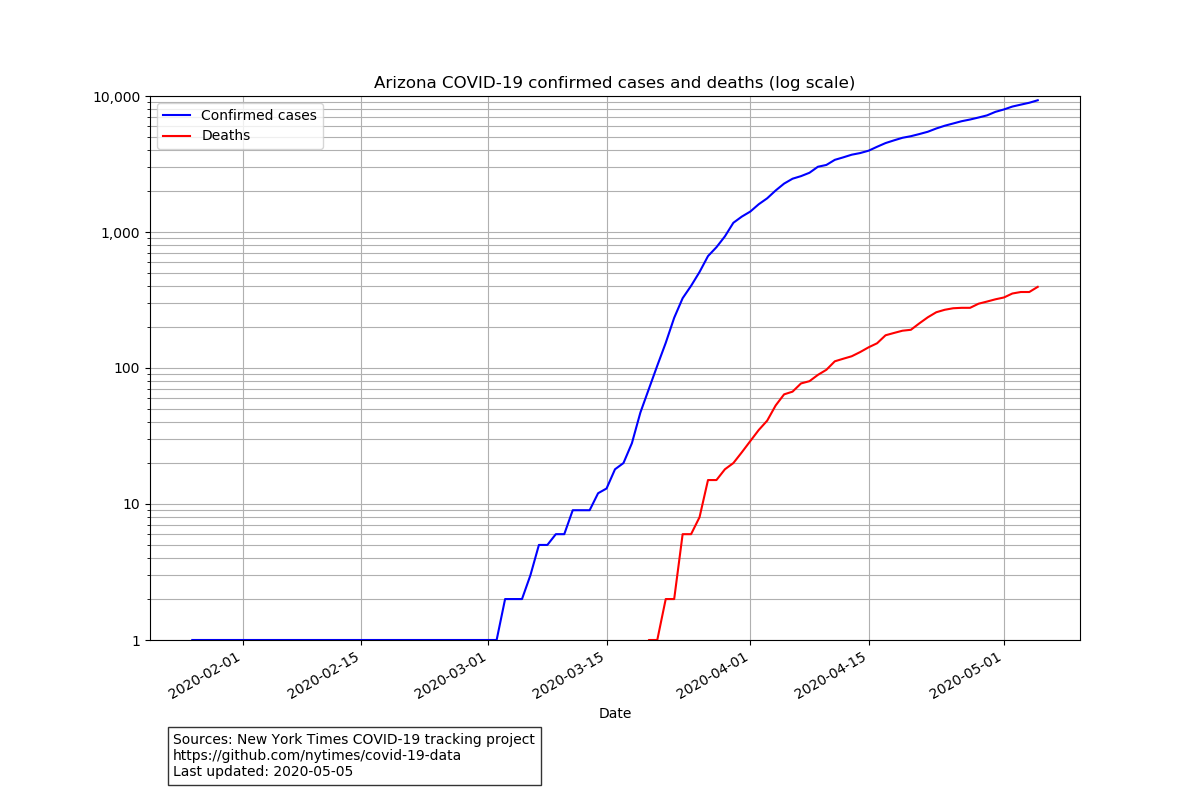 Arizona COVID-19 confirmed cases and deaths (log scale)
10,000
1,000
100
10
1
Confirmed cases
Deaths
2020-02-01
2020-02-15
2020-03-01
2020-03-15
2020-04-01
2020-04-15
2020-05-01
Date
Sources: New York Times COVID-19 tracking project
https://github.com/nytimes/covid-19-data
Last updated: 2020-05-05